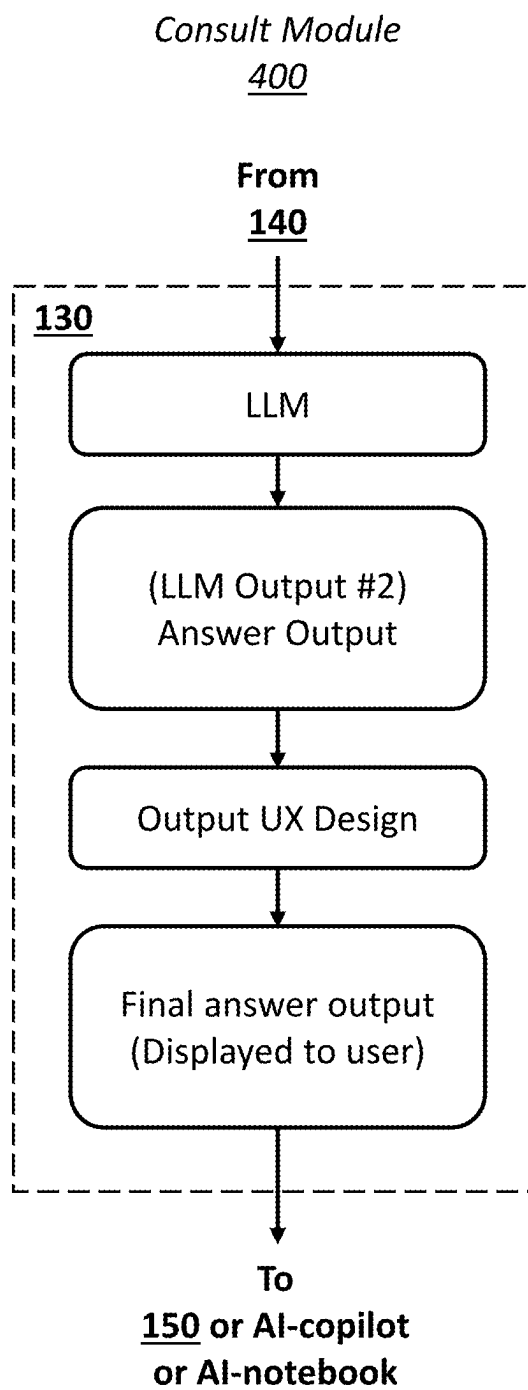 Consult Module
400
From
140
130
LLM
(LLM Output #2)
Answer Output
Output UX Design
Final answer output
(Displayed to user)
To
150 or AI-copilot
or AI-notebook